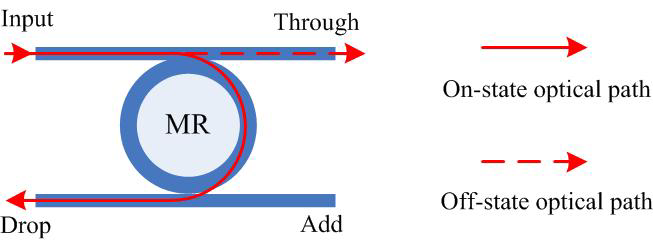 Input
Through
MR
On-state optical path
Off-state optical path
Drop
Add